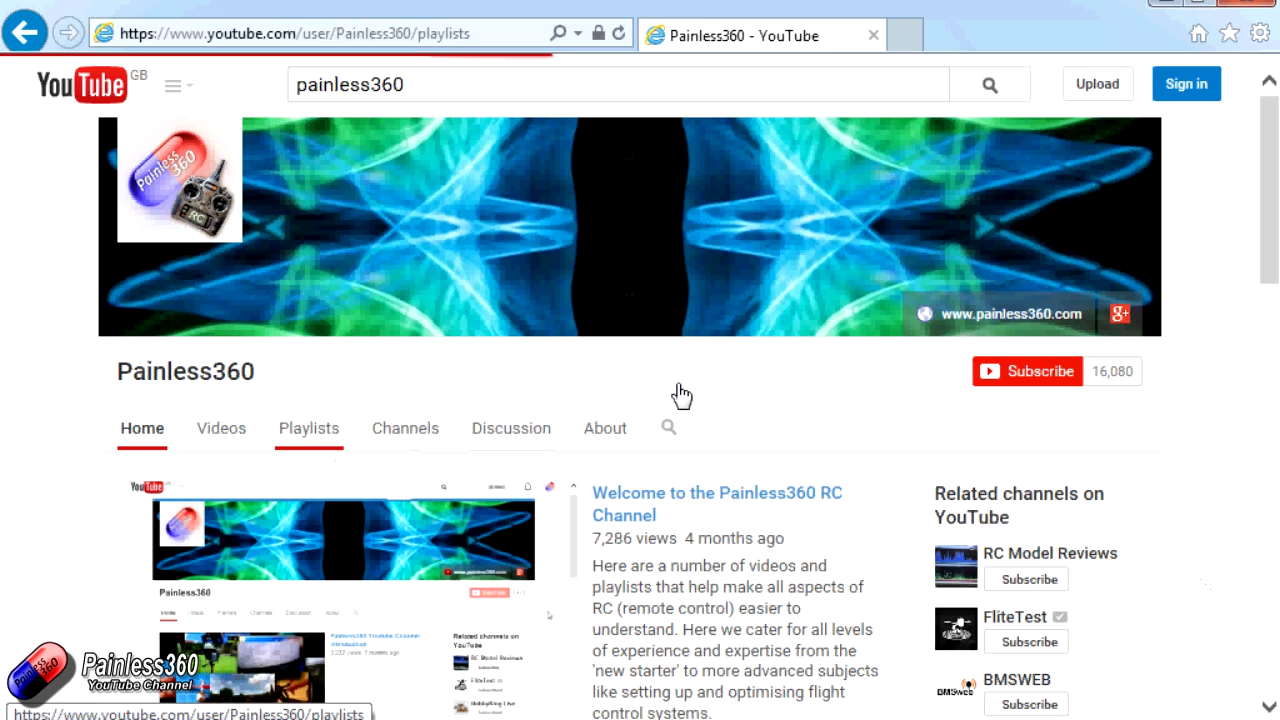 https://www.youtube.com/user/Painless360/playlists
Painless360 - YouTube
YouTube GB
painless360
Upload
Sign in
Painless 360
RC
www.painless360.com
g+
Painless360
Subscribe 16,080
Home Videos Playlists Channels Discussion About
YouTube
Painless360
Welcome to the Painless360 RC
Channel
7,286 views 4 months ago
Here are a number of videos and
playlists that help make all aspects of
RC (remote control) easier to
understand. Here we cater for all levels
of experience and expertise from the
'new starter' to more advanced subjects
like setting up and optimising flight
control systems.
Related channels on
YouTube
RC Model Reviews
Subscribe
FliteTest
Subscribe
BMSWEB
Subscribe
Painless360
YouTube Channel
https://www.youtube.com/user/Painless360/playlists